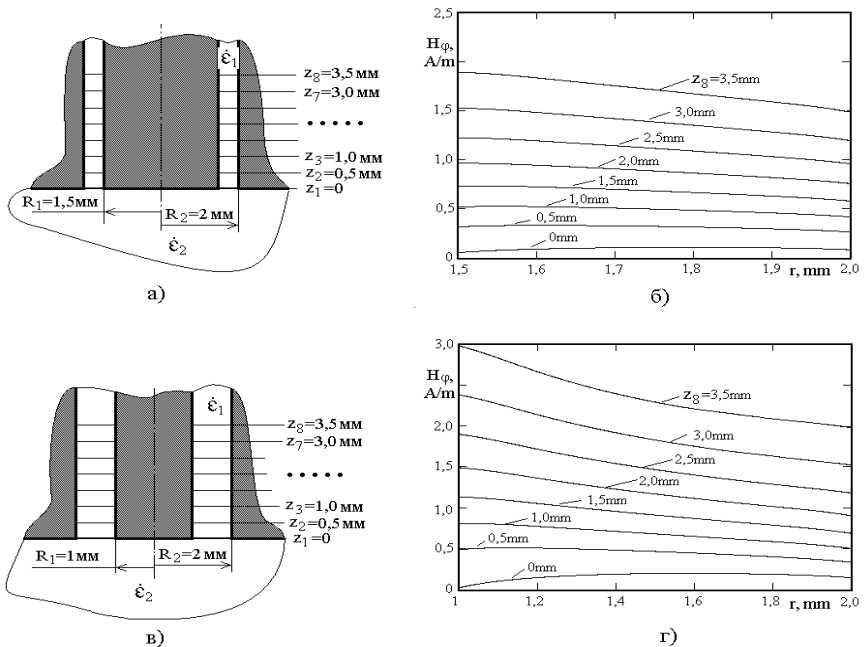 ε̇₁
z₈=3,5 мм
z₇=3,0 мм
• • • • •
z₃=1,0 мм
z₂=0,5 мм
z₁=0
R₁=1,5мм
R₂=2 мм
ε̇₂
а)
2,5
Hφ,
A/m
2,0
z₈=3,5mm
1,5
3,0mm
2,5mm
1,0
2,0mm
1,5mm
0,5
1,0mm
0,5mm
0mm
0
1,5 1,6 1,7 1,8 1,9 r, mm 2,0
б)
ε̇₁
z₈=3,5 мм
z₇=3,0 мм
• • • • •
z₃=1,0 мм
z₂=0,5 мм
z₁=0
R₁=1мм
R₂=2 мм
ε̇₂
в)
3,0
Hφ,
A/m
z₈=3,5mm
2,0
3,0mm
1,5
2,5mm
2,0mm
1,0
1,5mm
1,0mm
0,5
0,5mm
0mm
0
1 1,2 1,4 1,6 1,8 r, mm 2,0
г)